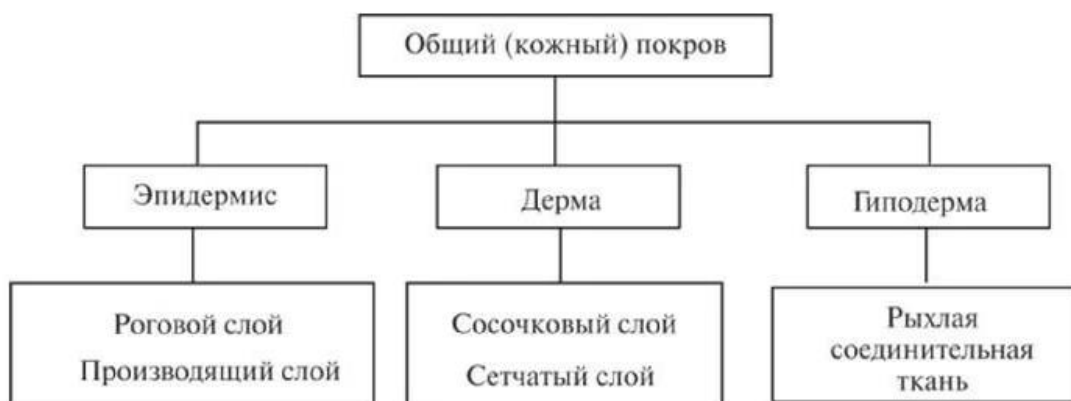 Общий (кожный) покров
Эпидермис
Дерма
Гиподерма
Роговой слой
Производящий слой
Сосочковый слой
Сетчатый слой
Рыхлая
соединительная
ткань